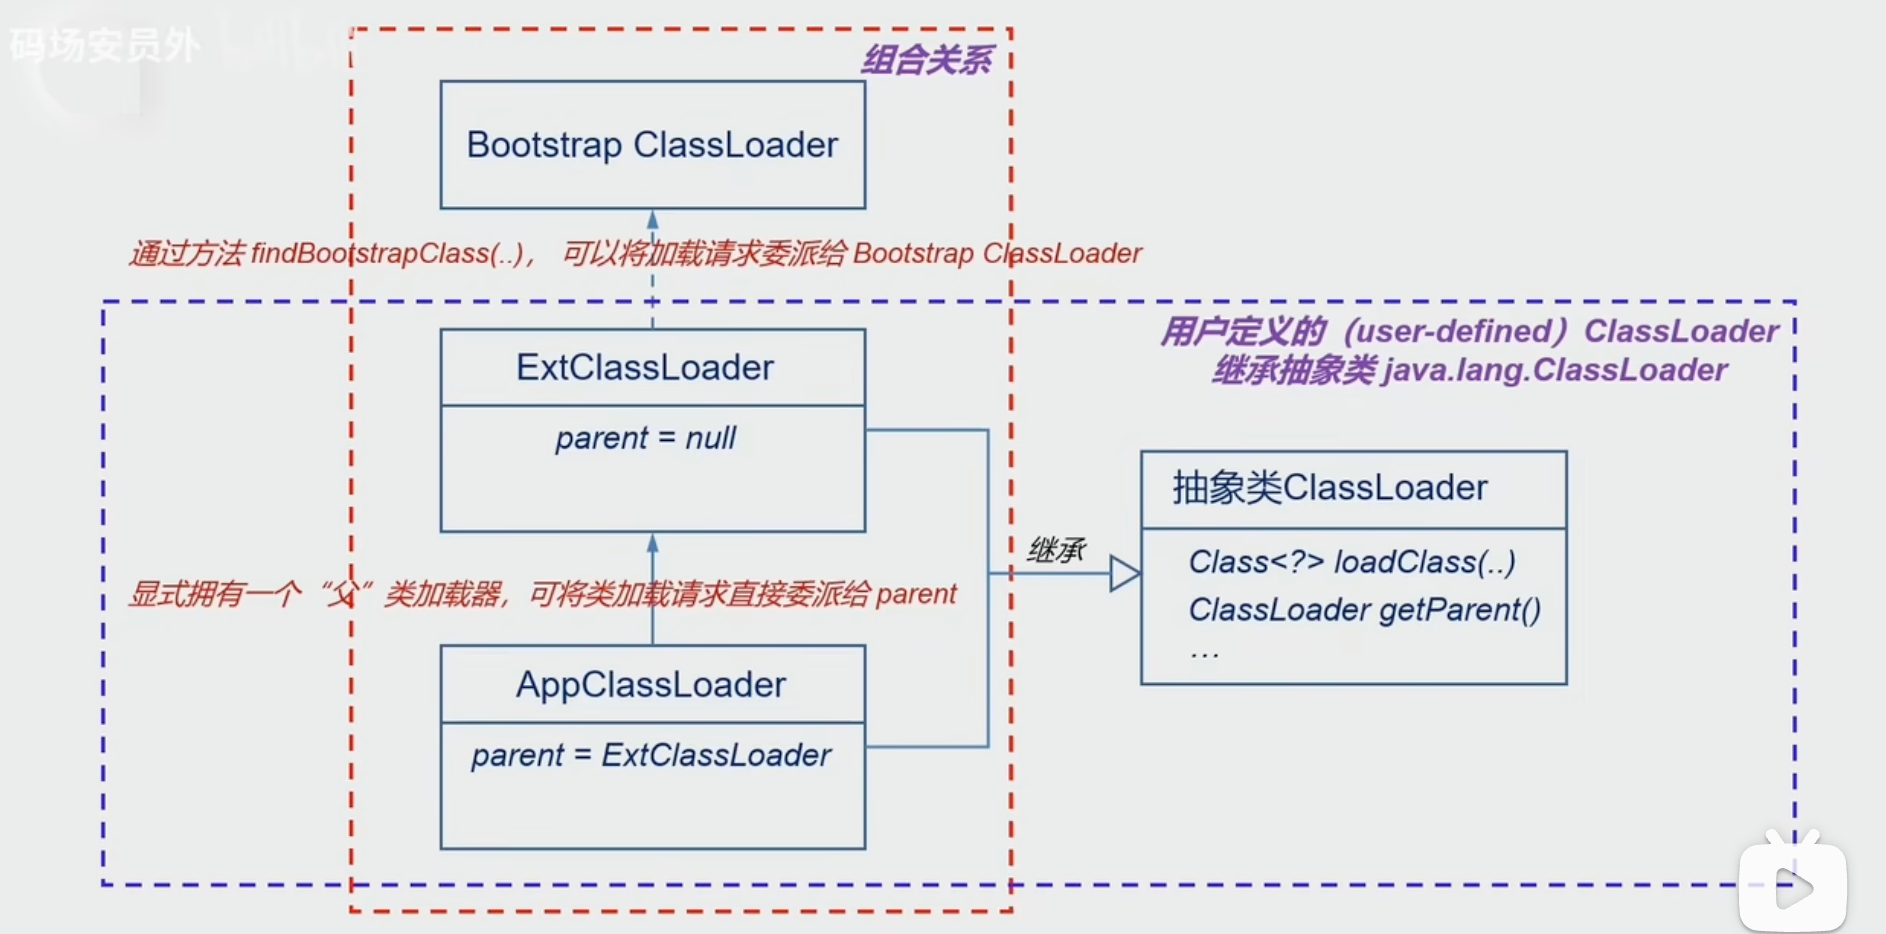 码场安员外
组合关系
Bootstrap ClassLoader
通过方法 findBootstrapClass(..)， 可以将加载请求委派给 Bootstrap ClassLoader
用户定义的（user-defined）ClassLoader
继承抽象类 java.lang.ClassLoader
ExtClassLoader
parent = null
抽象类ClassLoader
Class<?> loadClass(..)
ClassLoader getParent()
…
继承
显式拥有一个“父”类加载器，可将类加载请求直接委派给 parent
AppClassLoader
parent = ExtClassLoader